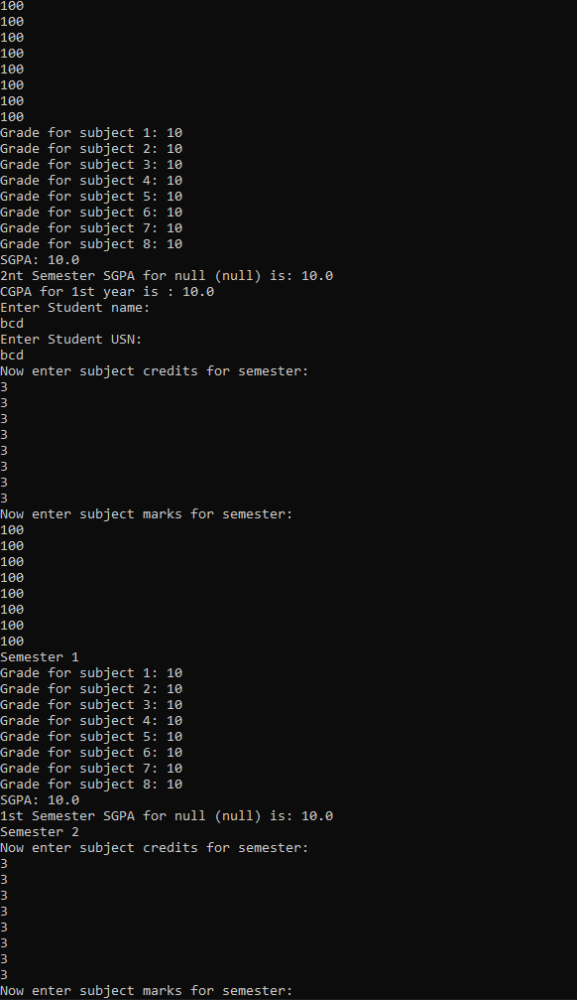 100
100
100
100
100
100
100
100
Grade for subject 1: 10
Grade for subject 2: 10
Grade for subject 3: 10
Grade for subject 4: 10
Grade for subject 5: 10
Grade for subject 6: 10
Grade for subject 7: 10
Grade for subject 8: 10
SGPA: 10.0
2nt Semester SGPA for null (null) is: 10.0
CGPA for 1st year is : 10.0
Enter Student name:
bcd
Enter Student USN:
bcd
Now enter subject credits for semester:
3
3
3
3
3
3
3
3
Now enter subject marks for semester:
100
100
100
100
100
100
100
100
Semester 1
Grade for subject 1: 10
Grade for subject 2: 10
Grade for subject 3: 10
Grade for subject 4: 10
Grade for subject 5: 10
Grade for subject 6: 10
Grade for subject 7: 10
Grade for subject 8: 10
SGPA: 10.0
1st Semester SGPA for null (null) is: 10.0
Semester 2
Now enter subject credits for semester:
3
3
3
3
3
3
3
3
Now enter subject marks for semester: